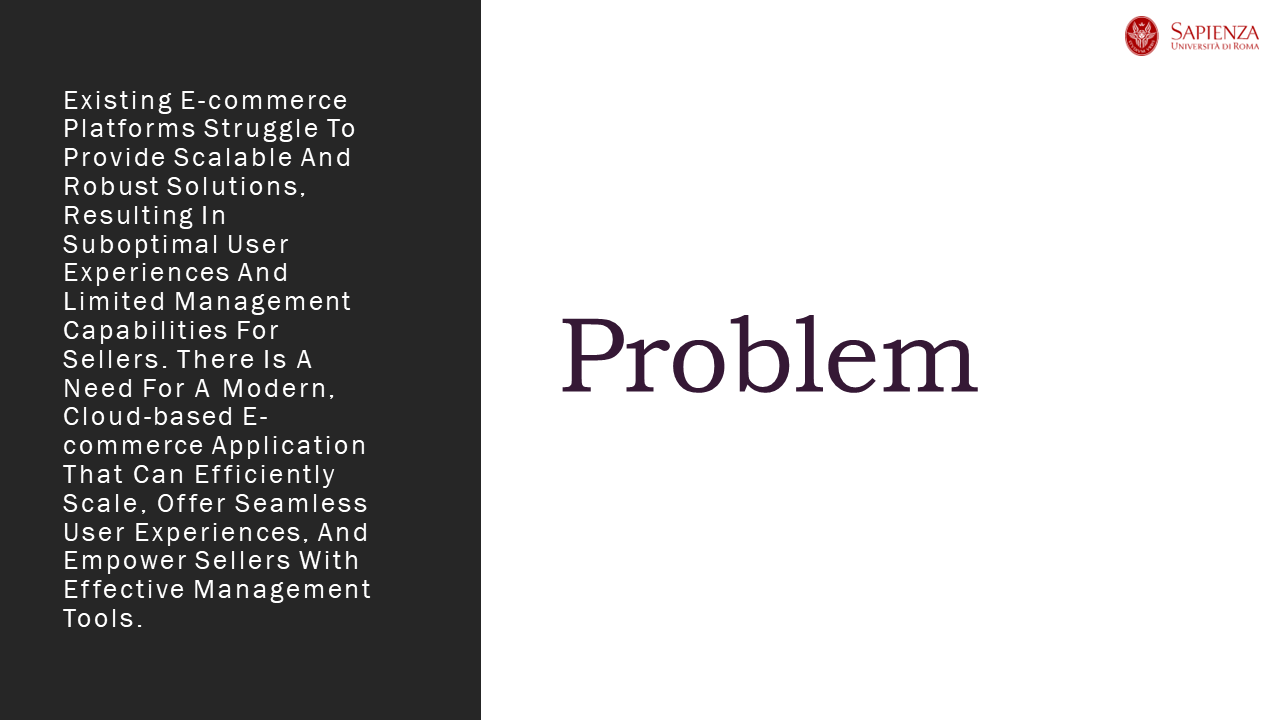 Existing E-commerce
Platforms Struggle To
Provide Scalable And
Robust Solutions,
Resulting In
Suboptimal User
Experiences And
Limited Management
Capabilities For
Sellers. There Is A
Need For A Modern,
Cloud-based E-
commerce Application
That Can Efficiently
Scale, Offer Seamless
User Experiences, And
Empower Sellers With
Effective Management
Tools.
Problem
SAPIENZA
UNIVERSITÀ DI ROMA